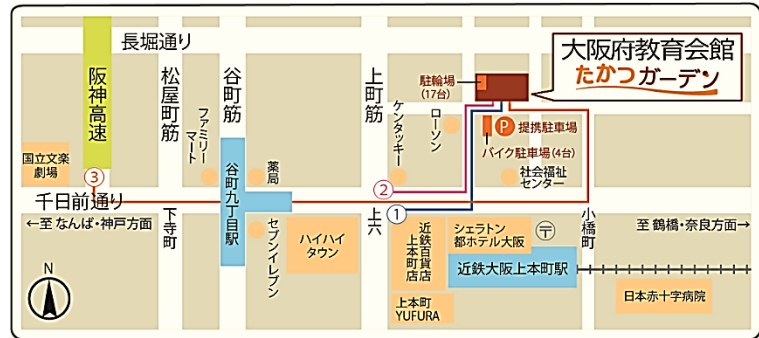 長堀通り
阪神高速
松屋町筋
谷町筋
上町筋
大阪府教育会館
たかつガーデン
駐輪場
(17台)
P 提携駐車場
バイク駐車場(4台)
ファミリー
マート
ケンタッキー
ローソン
国立文楽
劇場
③
谷町九丁目駅
薬局
②
社会福祉
センター
千日前通り
←至 なんば・神戸方面
下寺町
セブンイレブン
ハイハイ
タウン
上六
①
近鉄百貨店
上本町店
シェラトン
都ホテル大阪
〒
小橋町
至 鶴橋・奈良方面→
近鉄大阪上本町駅
上本町
YUFURA
日本赤十字病院
N